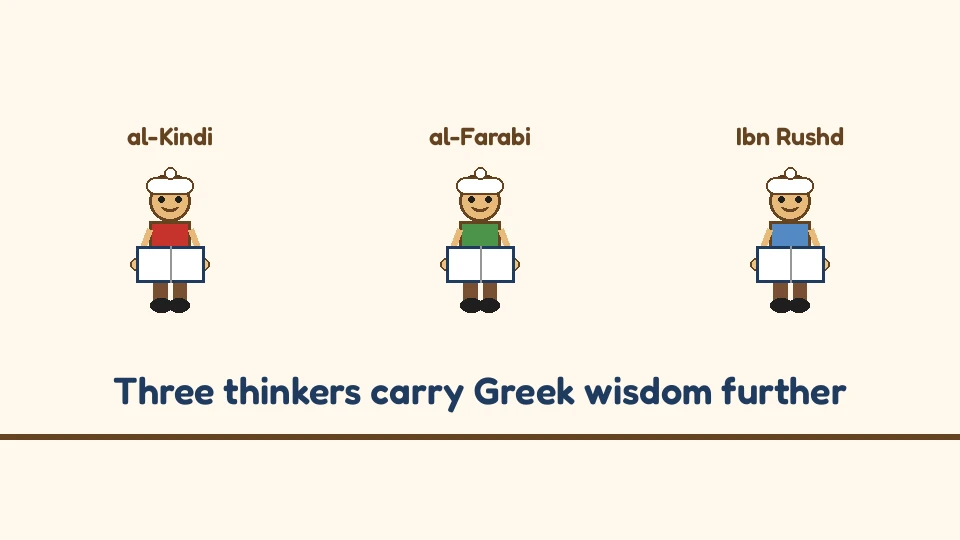 al-Kindi
al-Farabi
Ibn Rushd
Three thinkers carry Greek wisdom further